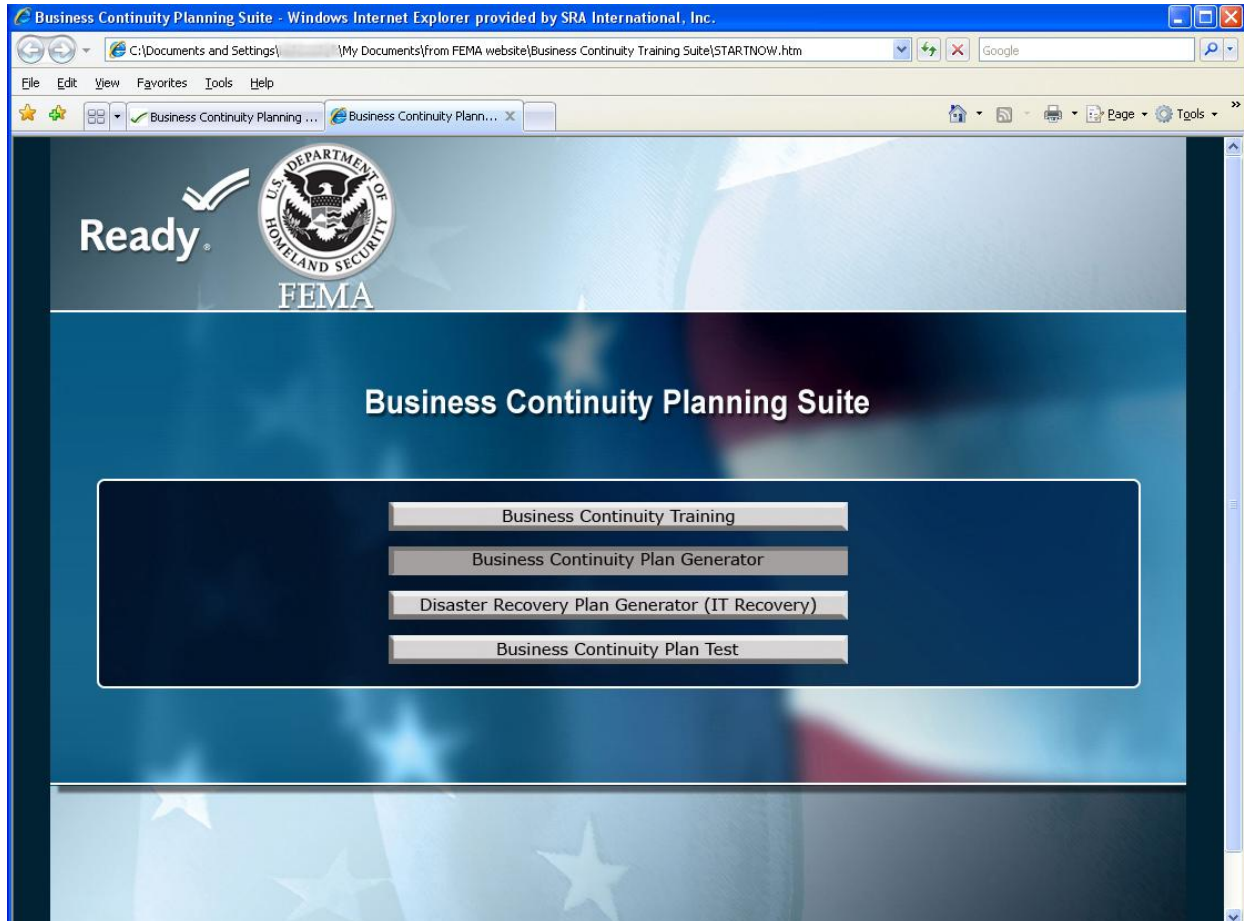 Business Continuity Planning Suite - Windows Internet Explorer provided by SRA International, Inc.
C:\Documents and Settings\ \My Documents\from FEMA website\Business Continuity Training Suite\STARTNOW.htm
Google
File Edit View Favorites Tools Help
Business Continuity Planning ... Business Continuity Plann... X
Page Tools »
Ready®
U.S. DEPARTMENT OF HOMELAND SECURITY
FEMA
Business Continuity Planning Suite
Business Continuity Training
Business Continuity Plan Generator
Disaster Recovery Plan Generator (IT Recovery)
Business Continuity Plan Test